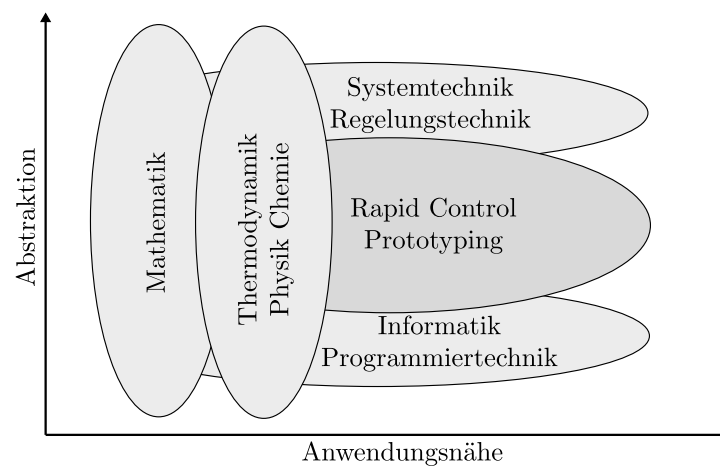 Abstraktion
Mathematik
Thermodynamik
Physik Chemie
Systemtechnik
Regelungstechnik
Rapid Control
Prototyping
Informatik
Programmiertechnik
Anwendungsnähe